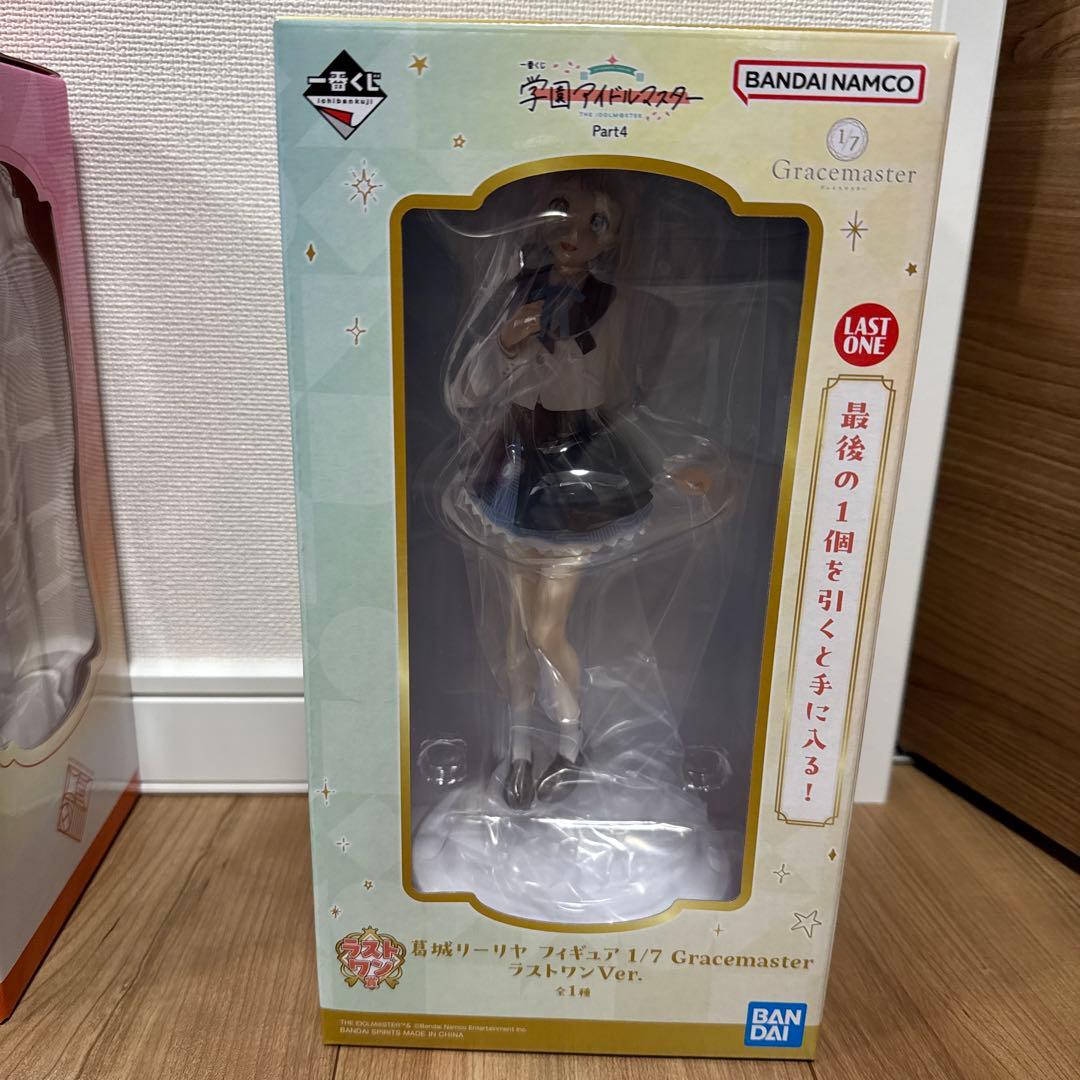 一番くじ
ichibankuji
一番くじ
学園アイドルマスター
THE IDOLM@STER
Part4
BANDAI NAMCO
1/7
Gracemaster
グレイスマスター
LAST
ONE
最後の1個を引くと手に入る!
ラスト
ワン
賞
葛城リーリヤ フィギュア 1/7 Gracemaster
ラストワンVer.
全1種
THE IDOLM@STER™& ©Bandai Namco Entertainment Inc.
BANDAI SPIRITS MADE IN CHINA
BAN
DAI